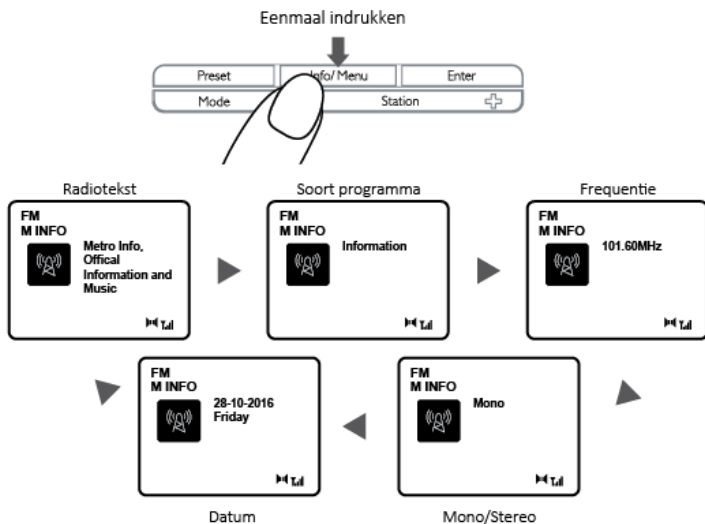 Eenmaal indrukken
Preset Info/Menu Enter
Mode Station
Radiotekst
FM
M INFO
Metro Info,
Offical
Information and
Music
Soort programma
FM
M INFO
Information
Frequentie
FM
M INFO
101.60MHz
FM
M INFO
28-10-2016
Friday
Datum
FM
M INFO
Mono
Mono/Stereo